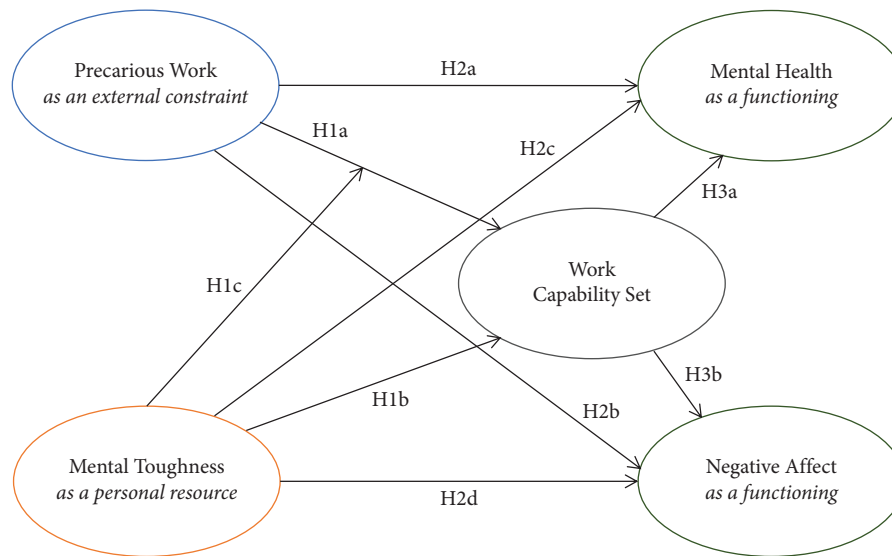 Precarious Work
as an external constraint
H2a
Mental Health
as a functioning
H1a
H2c
H3a
Work
Capability Set
H1c
H1b
H3b
H2b
Mental Toughness
as a personal resource
H2d
Negative Affect
as a functioning